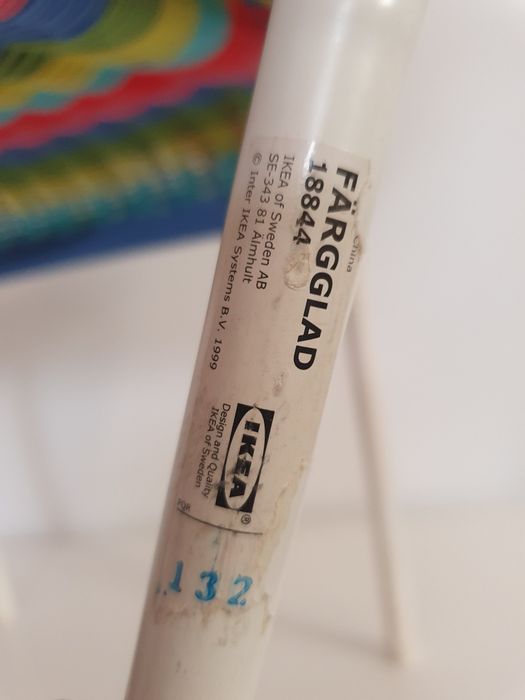 China
FÄRGGLAD
18844
IKEA of Sweden AB
SE-343 81 Älmhult
© Inter IKEA Systems B.V. 1999
IKEA®
Design and Quality
IKEA of Sweden
132